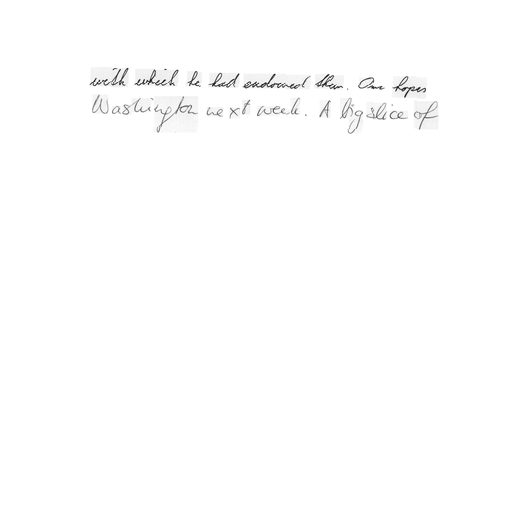 with which he had endowed them. One hopes
Washington next week. A big slice of